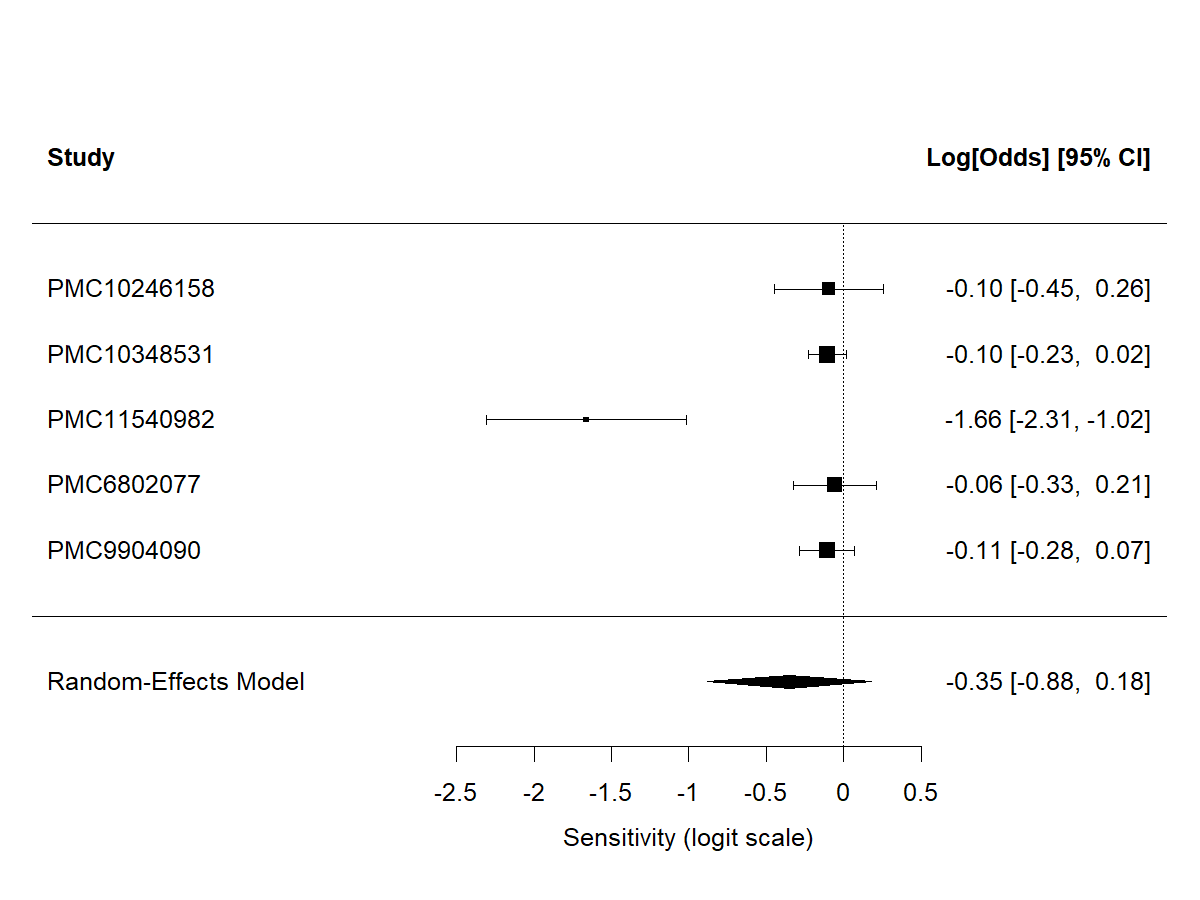 Study Log[Odds] [95% CI]
PMC10246158 -0.10 [-0.45, 0.26]
PMC10348531 -0.10 [-0.23, 0.02]
PMC11540982 -1.66 [-2.31, -1.02]
PMC6802077 -0.06 [-0.33, 0.21]
PMC9904090 -0.11 [-0.28, 0.07]
Random-Effects Model -0.35 [-0.88, 0.18]
-2.5 -2 -1.5 -1 -0.5 0 0.5
Sensitivity (logit scale)